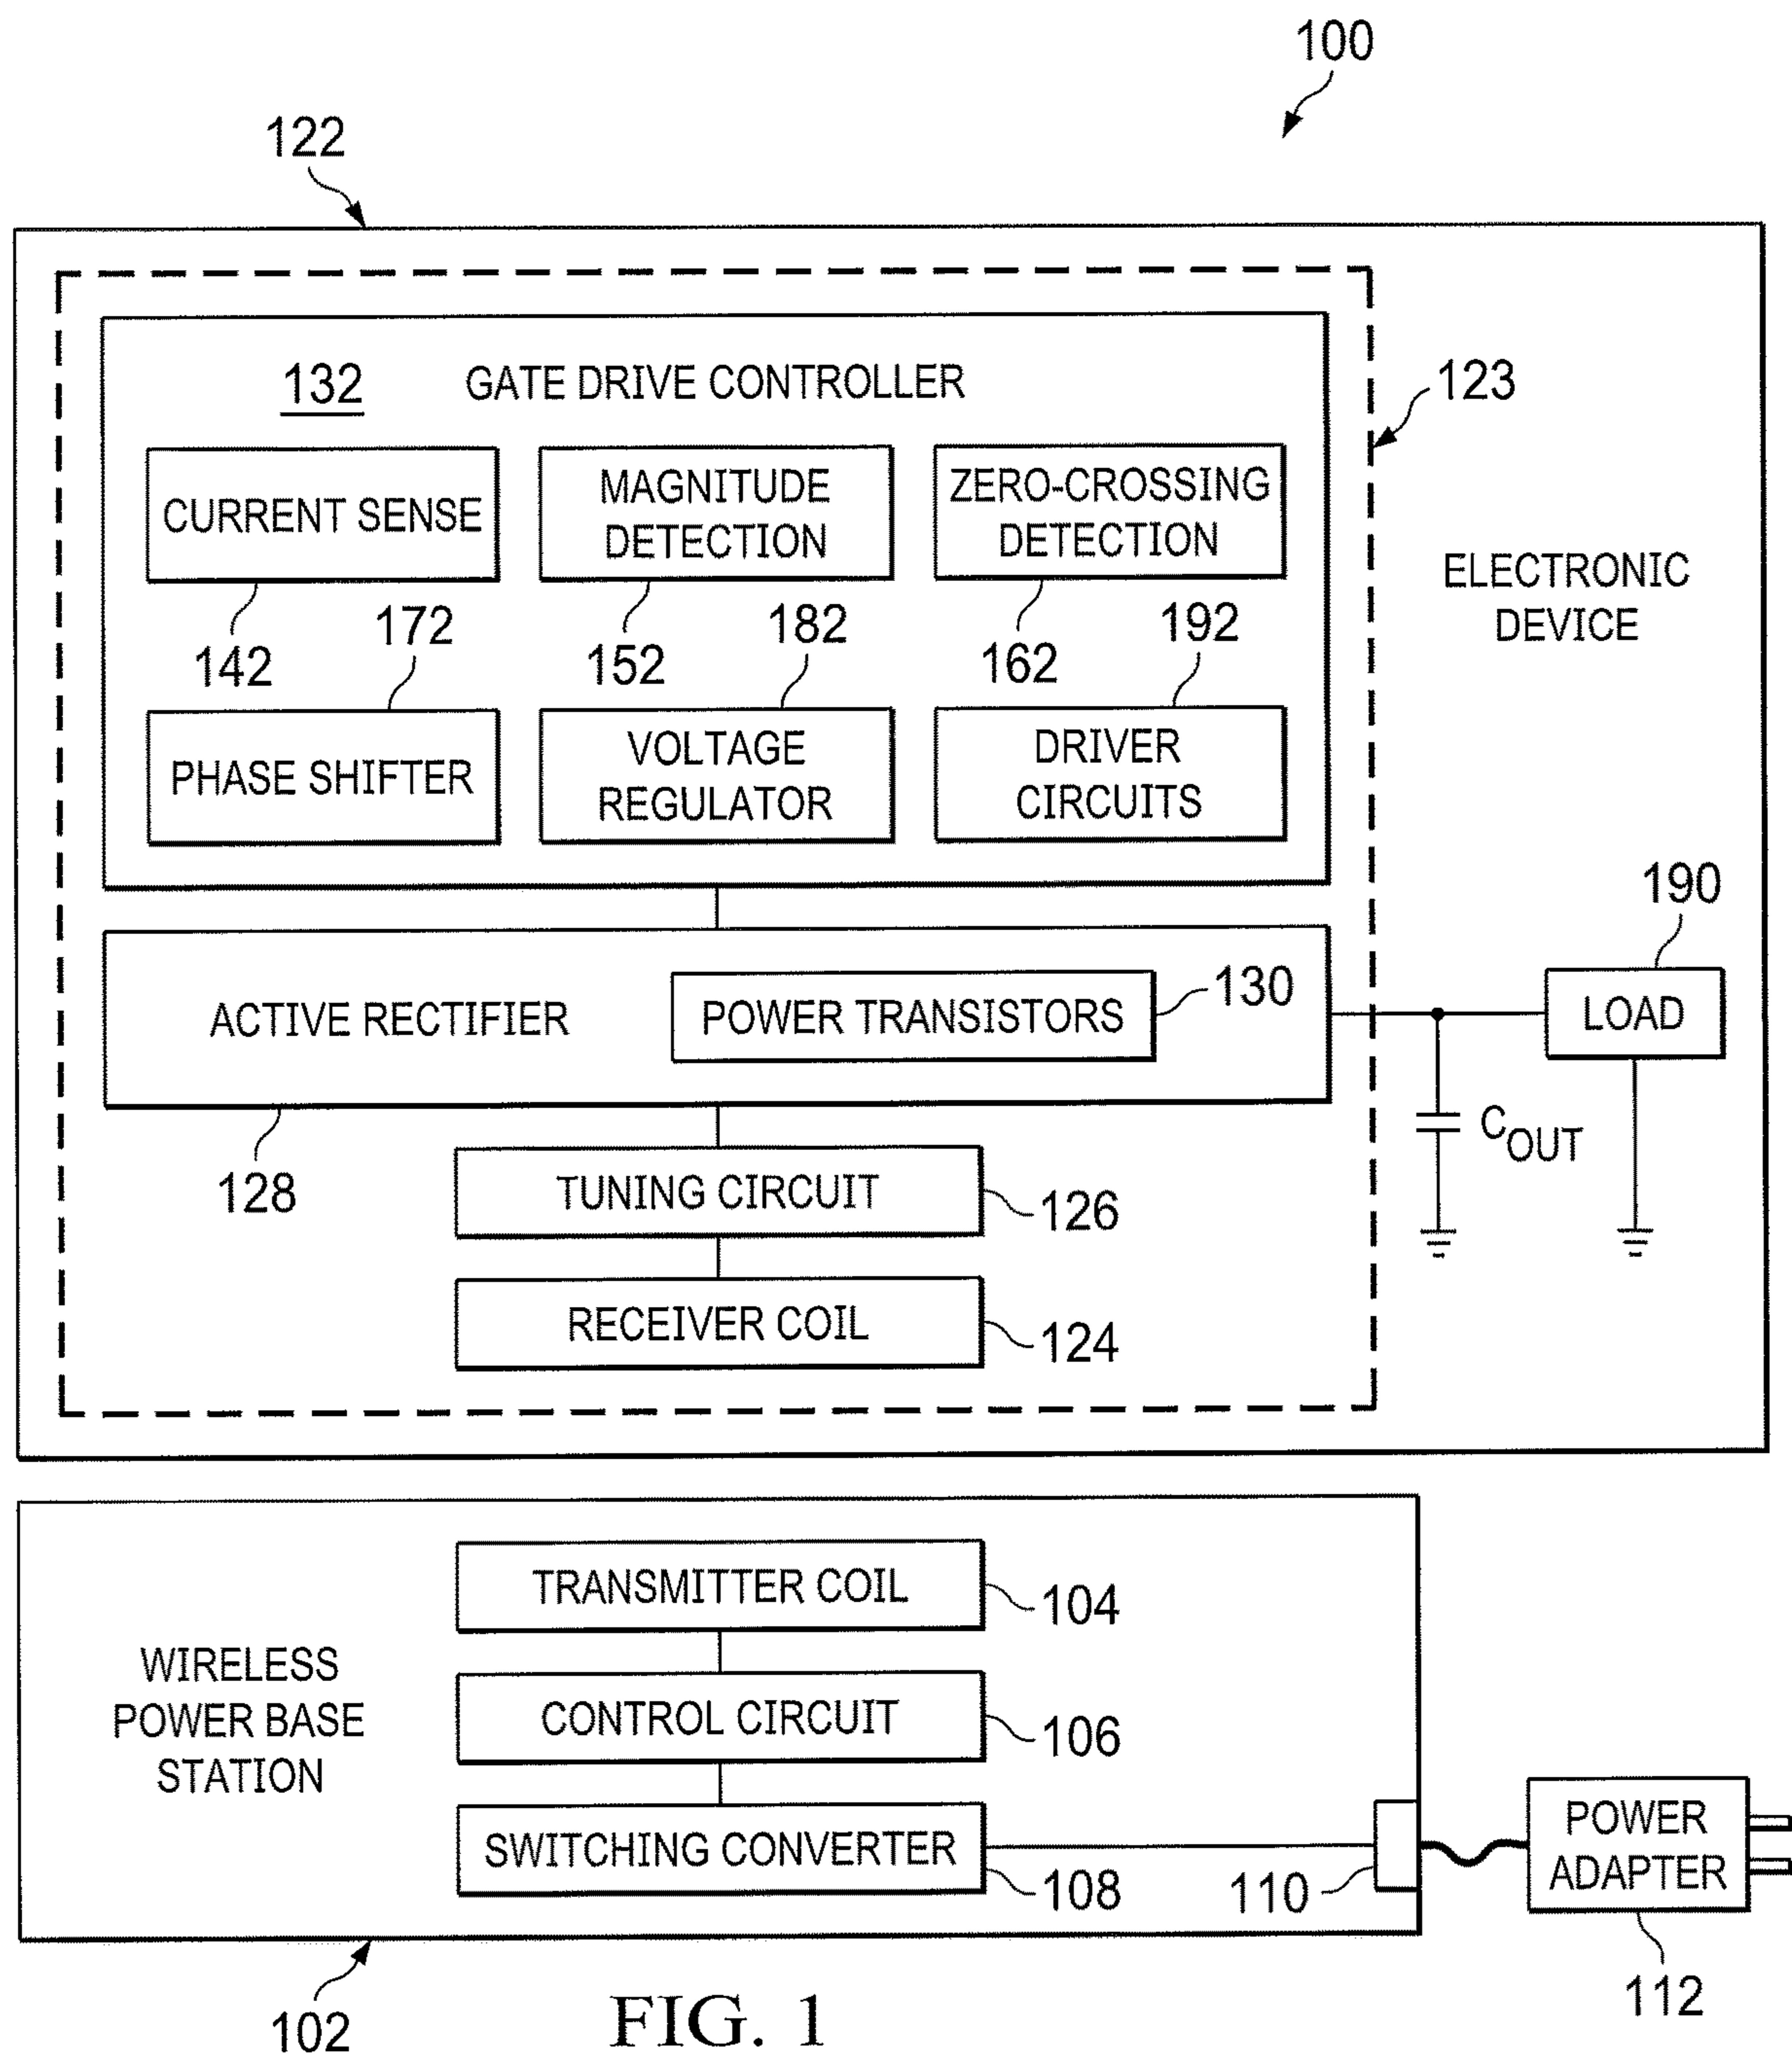 100
122
132 GATE DRIVE CONTROLLER
123
CURRENT SENSE
MAGNITUDE
DETECTION
ZERO-CROSSING
DETECTION
142
172
152
182
162
192
PHASE SHIFTER
VOLTAGE
REGULATOR
DRIVER
CIRCUITS
ELECTRONIC
DEVICE
190
ACTIVE RECTIFIER
POWER TRANSISTORS
130
LOAD
COUT
128
TUNING CIRCUIT
126
RECEIVER COIL
124
WIRELESS
POWER BASE
STATION
TRANSMITTER COIL
104
CONTROL CIRCUIT
106
SWITCHING CONVERTER
108
110
POWER
ADAPTER
112
102
FIG. 1